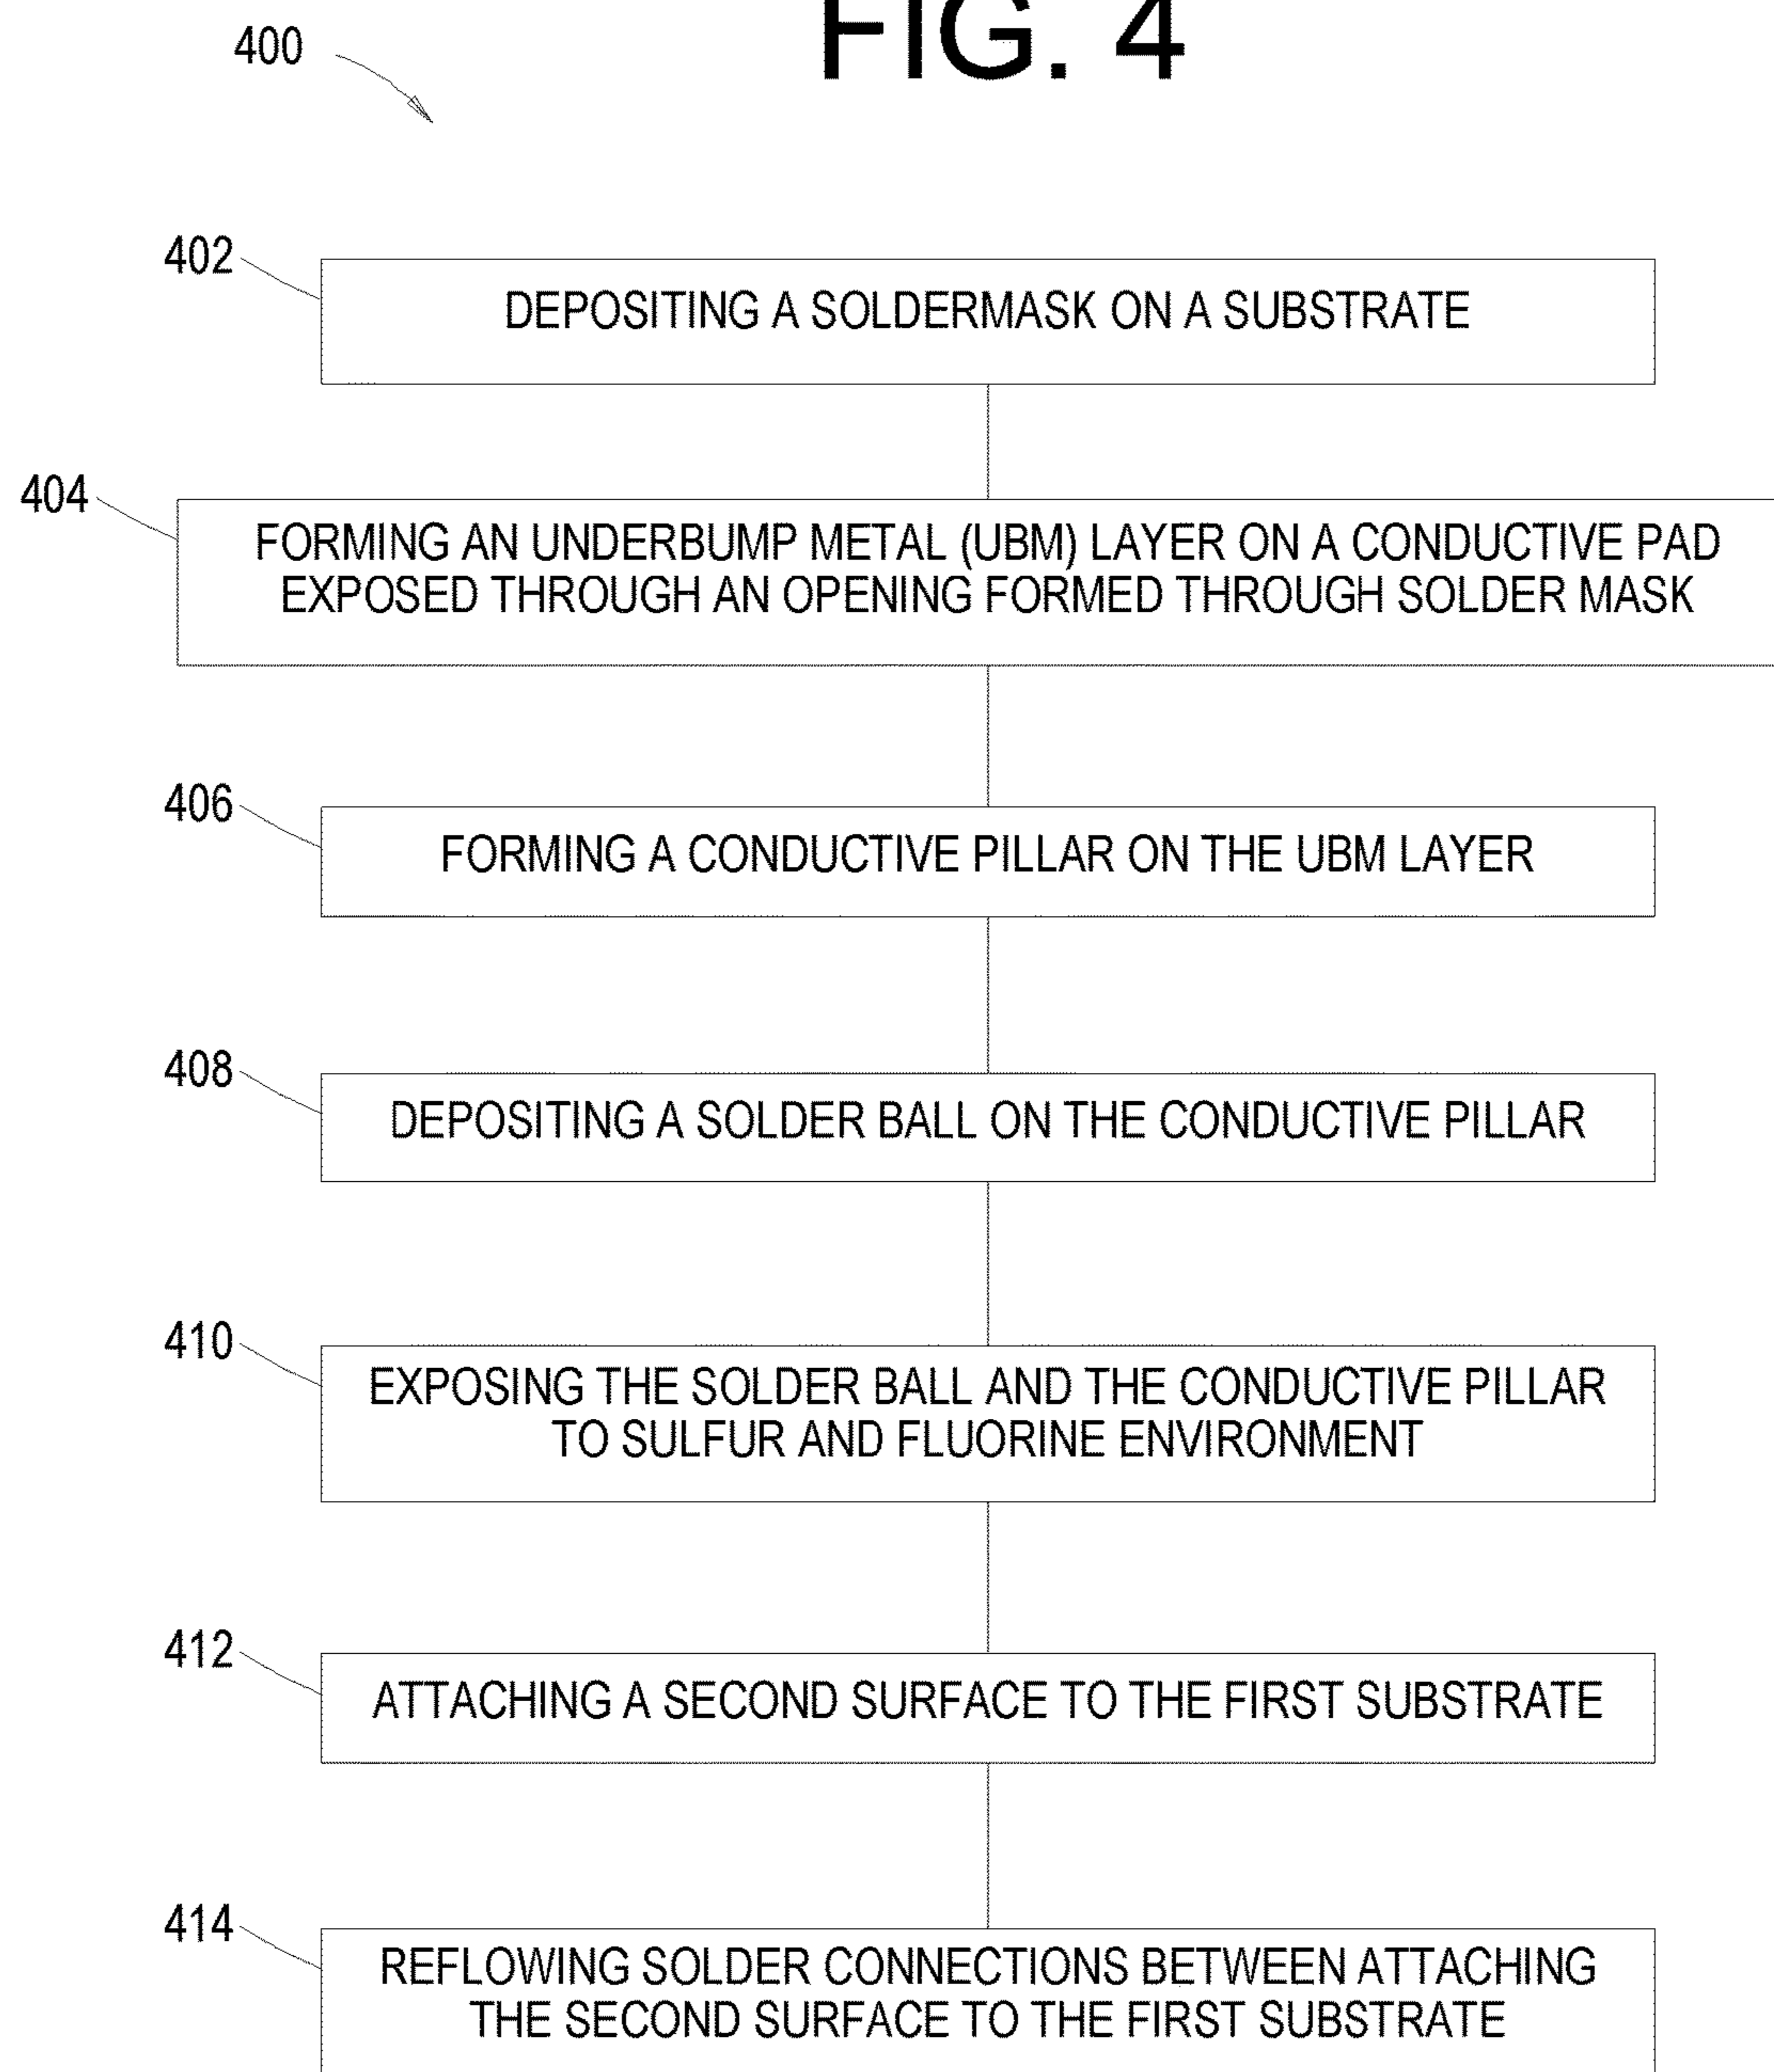 FIG. 4
400
402
DEPOSITING A SOLDERMASK ON A SUBSTRATE
404
FORMING AN UNDERBUMP METAL (UBM) LAYER ON A CONDUCTIVE PAD
EXPOSED THROUGH AN OPENING FORMED THROUGH SOLDER MASK
406
FORMING A CONDUCTIVE PILLAR ON THE UBM LAYER
408
DEPOSITING A SOLDER BALL ON THE CONDUCTIVE PILLAR
410
EXPOSING THE SOLDER BALL AND THE CONDUCTIVE PILLAR
TO SULFUR AND FLUORINE ENVIRONMENT
412
ATTACHING A SECOND SURFACE TO THE FIRST SUBSTRATE
414
REFLOWING SOLDER CONNECTIONS BETWEEN ATTACHING
THE SECOND SURFACE TO THE FIRST SUBSTRATE